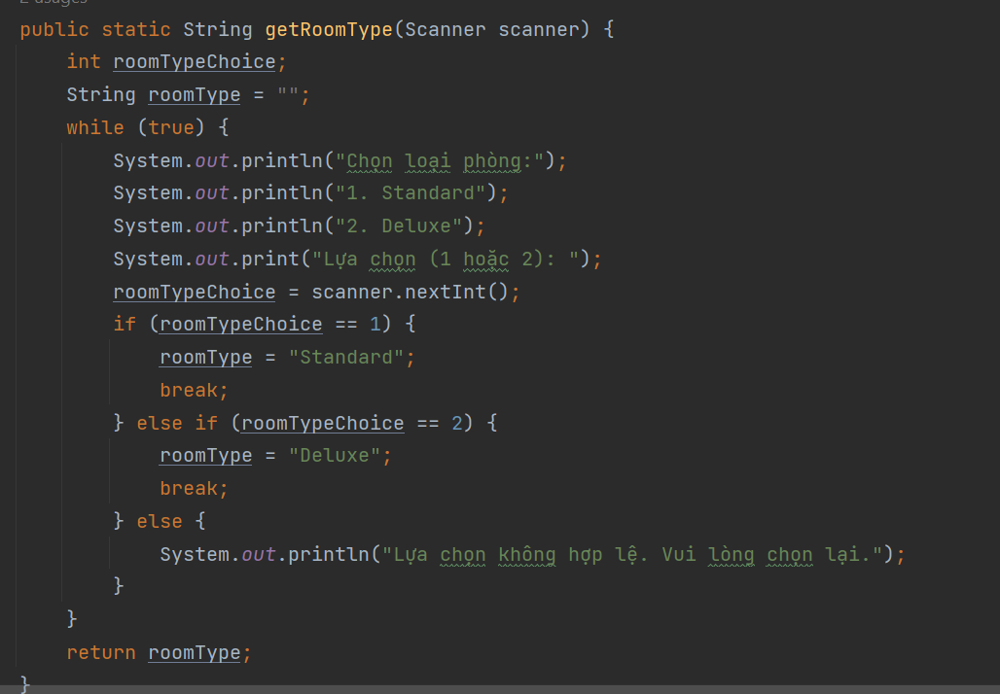 2 usages
public static String getRoomType(Scanner scanner) {
    int roomTypeChoice;
    String roomType = "";
    while (true) {
        System.out.println("Chọn loại phòng:");
        System.out.println("1. Standard");
        System.out.println("2. Deluxe");
        System.out.print("Lựa chọn (1 hoặc 2): ");
        roomTypeChoice = scanner.nextInt();
        if (roomTypeChoice == 1) {
            roomType = "Standard";
            break;
        } else if (roomTypeChoice == 2) {
            roomType = "Deluxe";
            break;
        } else {
            System.out.println("Lựa chọn không hợp lệ. Vui lòng chọn lại.");
        }
    }
    return roomType;
}